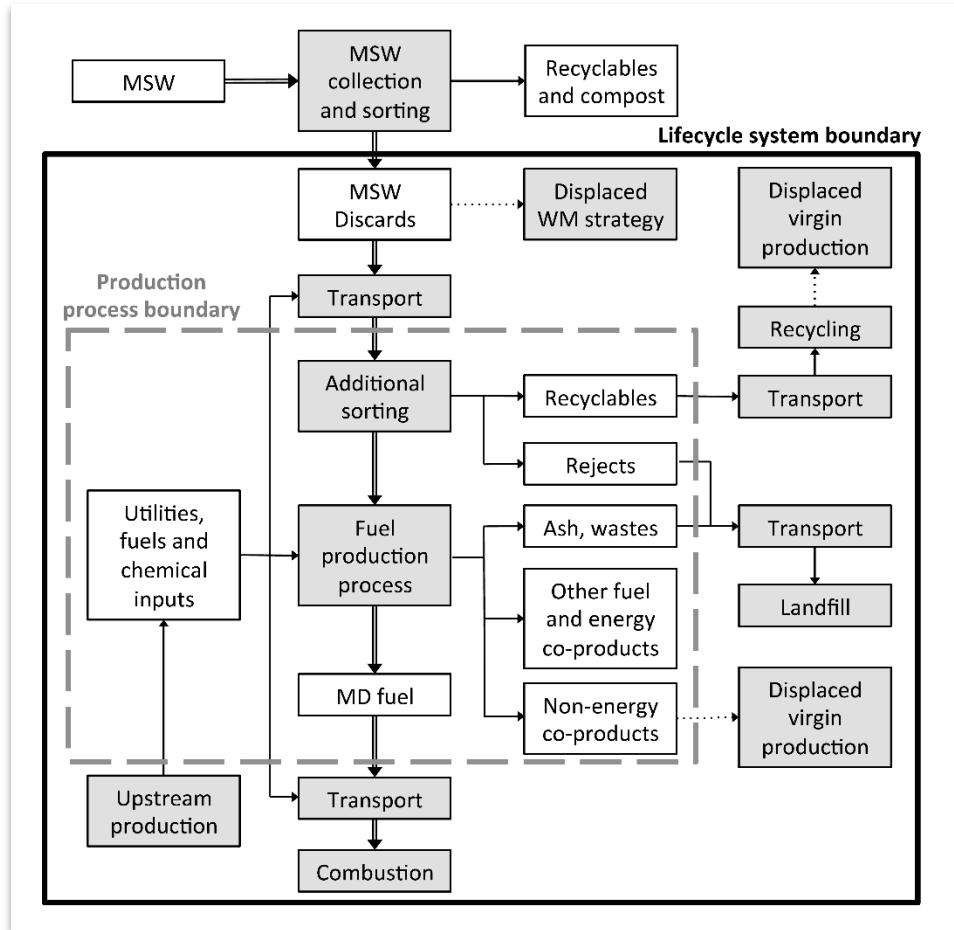 MSW
MSW
collection
and sorting
Recyclables
and compost
Lifecycle system boundary
MSW
Discards
Displaced
WM strategy
Displaced
virgin
production
Production
process boundary
Transport
Recycling
Additional
sorting
Recyclables
Transport
Rejects
Utilities,
fuels and
chemical
inputs
Fuel
production
process
Ash, wastes
Transport
Other fuel
and energy
co-products
Landfill
MD fuel
Non-energy
co-products
Displaced
virgin
production
Upstream
production
Transport
Combustion